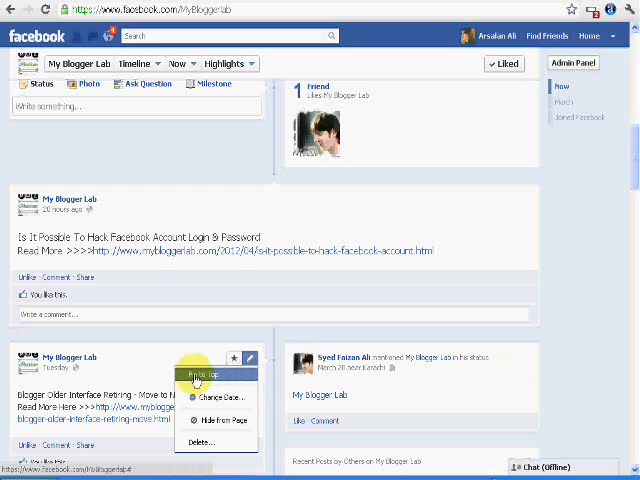 https://www.facebook.com/MyBloggerlab
facebook
4
Search
Arsalan Ali
Find Friends
Home
My Blogger Lab
Timeline
Now
Highlights
Liked
Admin Panel
Now
March
Joined Facebook
Status
Photo
Ask Question
Milestone
Write something...
1
Friend
Likes My Blogger Lab
My Blogger Lab
20 hours ago
Is It Possible To Hack Facebook Account Login & Password
Read More >>>>http://www.mybloggerlab.com/2012/04/is-it-possible-to-hack-facebook-account.html
Unlike · Comment · Share
You like this.
Write a comment...
My Blogger Lab
Tuesday
Blogger Older Interface Retiring - Move to
Read More Here >>>http://www.myblogge
blogger-older-interface-retiring-move.html
Unlike · Comment · Share
Pin to Top
Change Date...
Hide from Page
Delete...
Syed Faizan Ali mentioned My Blogger Lab in his status.
March 20 near Karachi
My Blogger Lab
Like · Comment
Recent Posts by Others on My Blogger Lab
https://www.facebook.com/MyBloggerlab#
Chat (Offline)